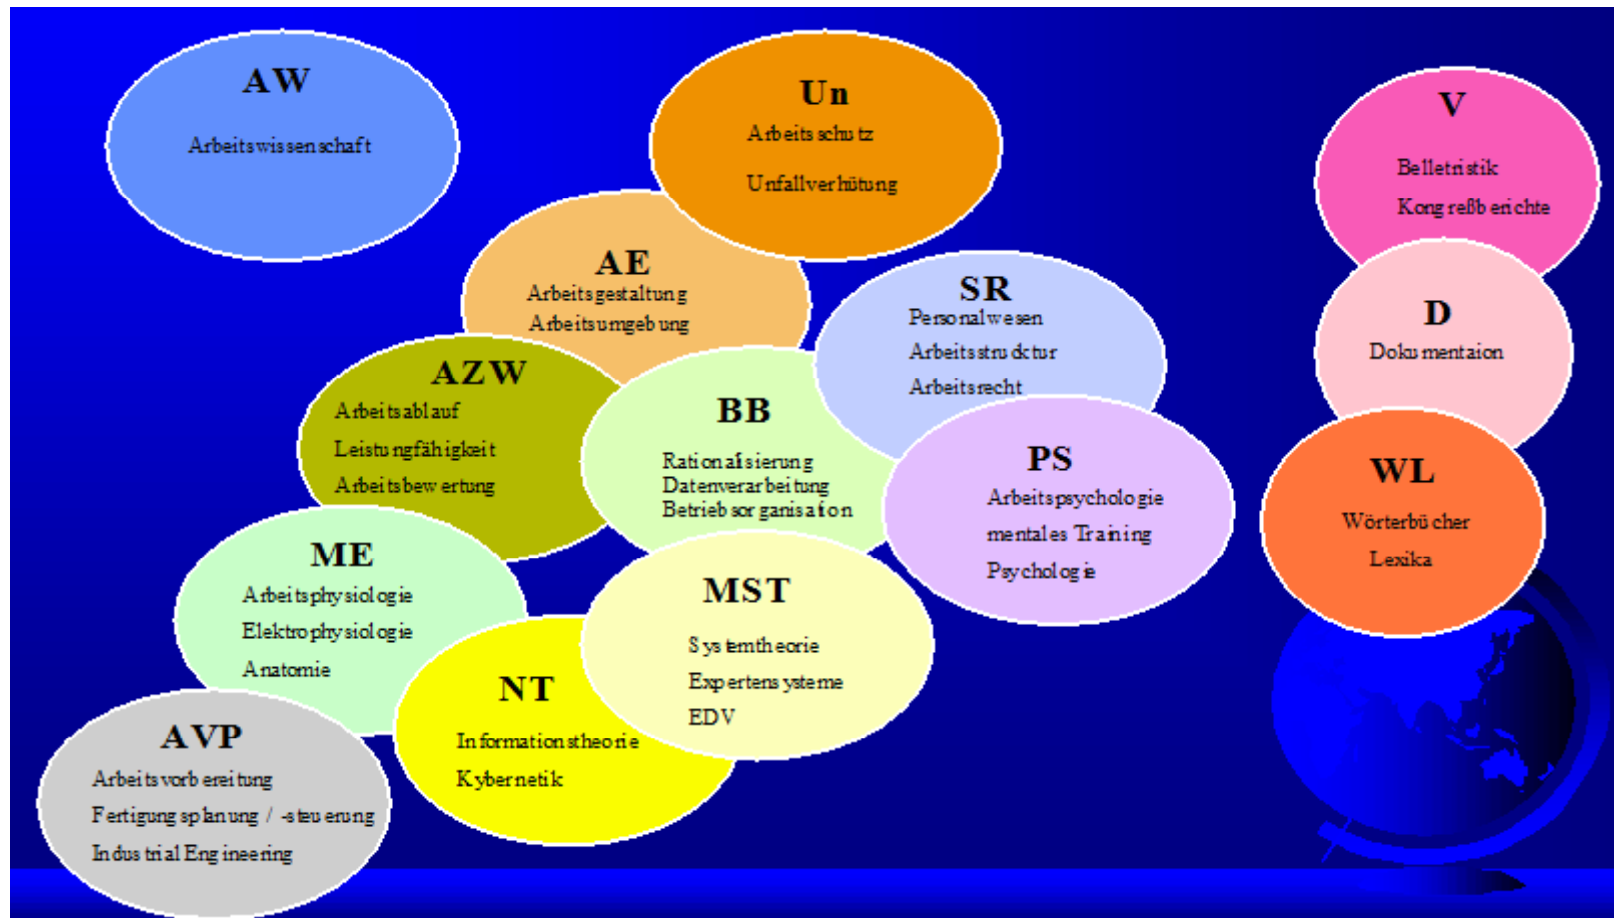 AW
Arbeitswissenschaft
Un
Arbeitsschutz
Unfallverhütung
AE
Arbeitsgestaltung
Arbeitsumgebung
SR
Personalwesen
Arbeitsstrucktur
Arbeitsrecht
AZW
Arbeitsablauf
Leistungfähigkeit
Arbeitsbewertung
BB
Rationalisierung
Datenverarbeitung
Betriebsorganisation
PS
Arbeitspsychologie
mentales Training
Psychologie
ME
Arbeitsphysiologie
Elektrophysiologie
Anatomie
MST
Systemtheorie
Expertensysteme
EDV
NT
Informationstheorie
Kybernetik
AVP
Arbeitsvorbereitung
Fertigungsplanung / -steuerung
Industrial Engineering
V
Belletristik
Kongreßberichte
D
Dokumentaion
WL
Wörterbücher
Lexika